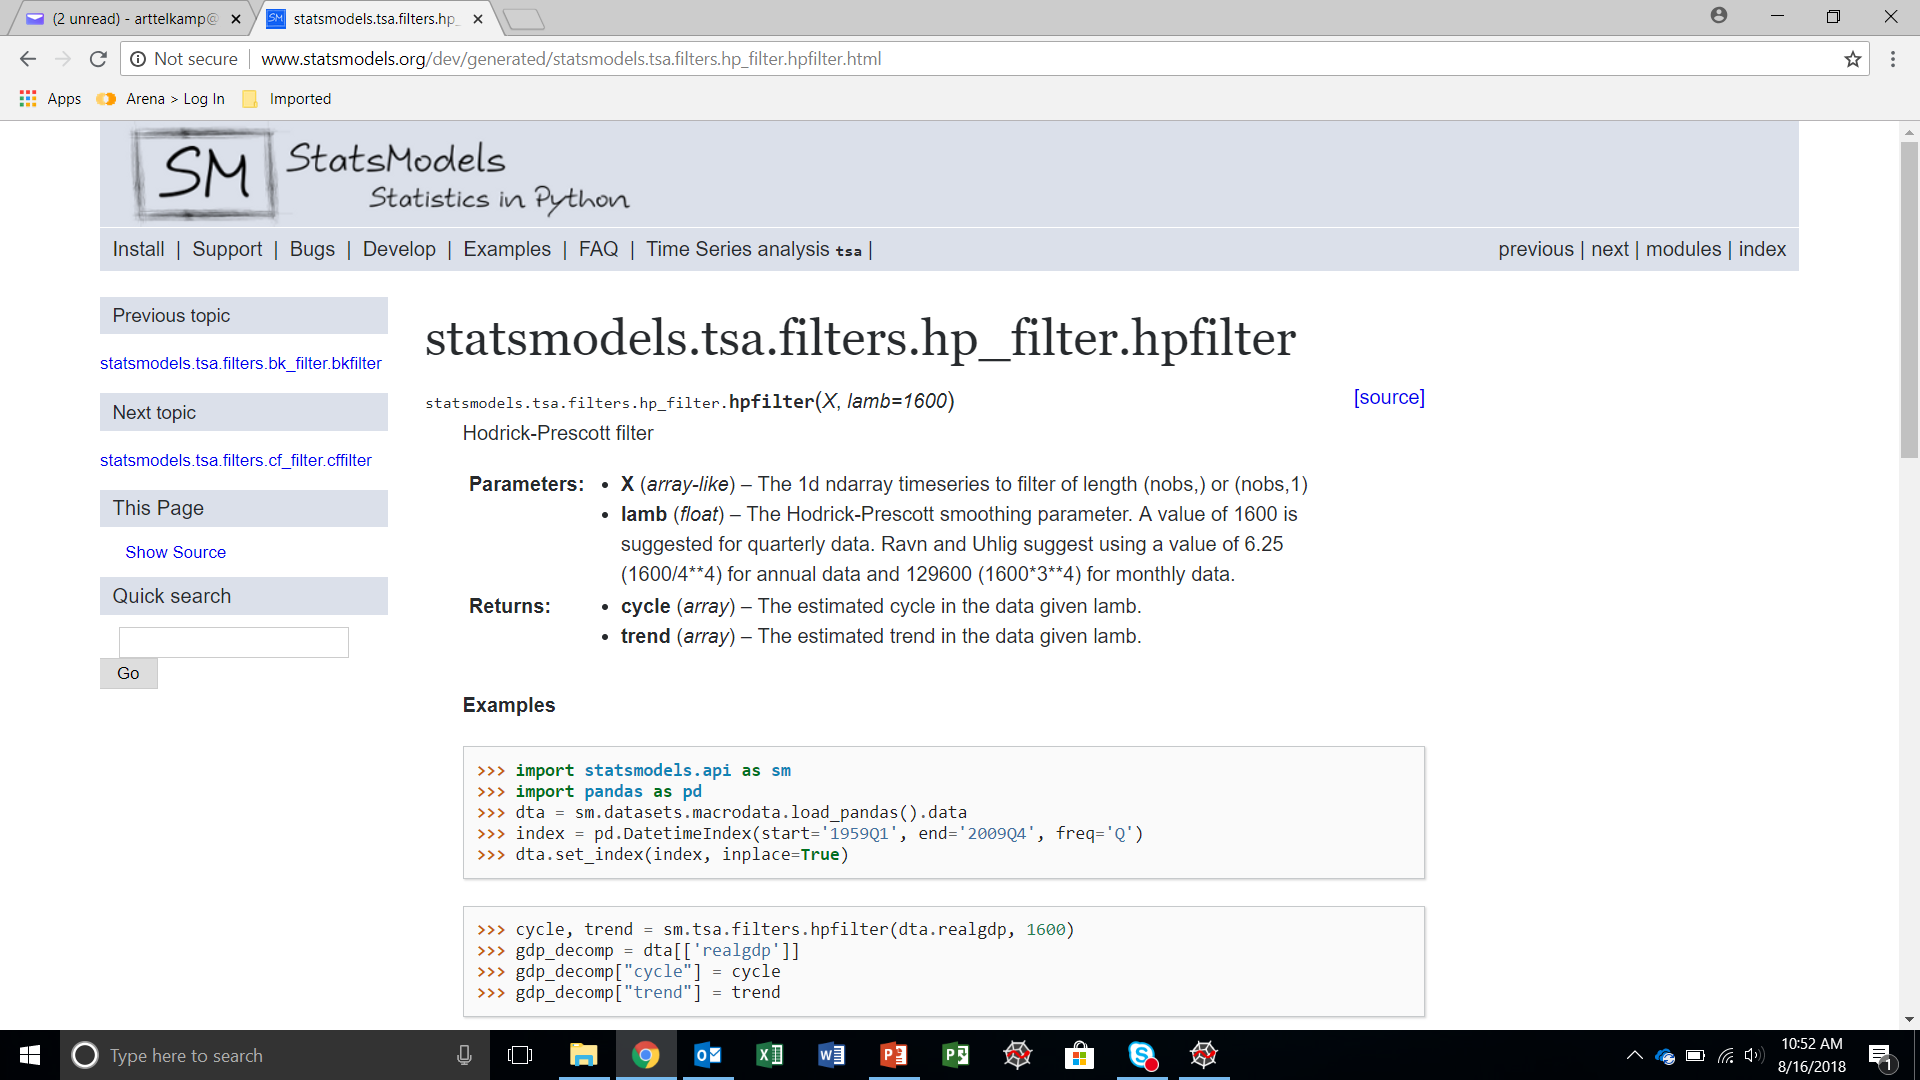 (2 unread) - arttelkamp@
statsmodels.tsa.filters.hp_
Not secure
www.statsmodels.org/dev/generated/statsmodels.tsa.filters.hp_filter.hpfilter.html
Apps
Arena > Log In
Imported
SM StatsModels
Statistics in Python
Install | Support | Bugs | Develop | Examples | FAQ | Time Series analysis tsa |
previous | next | modules | index
Previous topic
statsmodels.tsa.filters.bk_filter.bkfilter
Next topic
statsmodels.tsa.filters.cf_filter.cffilter
This Page
Show Source
Quick search
Go
statsmodels.tsa.filters.hp_filter.hpfilter
statsmodels.tsa.filters.hp_filter.hpfilter(X, lamb=1600)
[source]
Hodrick-Prescott filter
Parameters: • X (array-like) – The 1d ndarray timeseries to filter of length (nobs,) or (nobs,1)
• lamb (float) – The Hodrick-Prescott smoothing parameter. A value of 1600 is
suggested for quarterly data. Ravn and Uhlig suggest using a value of 6.25
(1600/4**4) for annual data and 129600 (1600*3**4) for monthly data.
Returns: • cycle (array) – The estimated cycle in the data given lamb.
• trend (array) – The estimated trend in the data given lamb.
Examples
>>> import statsmodels.api as sm
>>> import pandas as pd
>>> dta = sm.datasets.macrodata.load_pandas().data
>>> index = pd.DatetimeIndex(start='1959Q1', end='2009Q4', freq='Q')
>>> dta.set_index(index, inplace=True)
>>> cycle, trend = sm.tsa.filters.hpfilter(dta.realgdp, 1600)
>>> gdp_decomp = dta[['realgdp']]
>>> gdp_decomp["cycle"] = cycle
>>> gdp_decomp["trend"] = trend
Type here to search
10:52 AM
8/16/2018
1